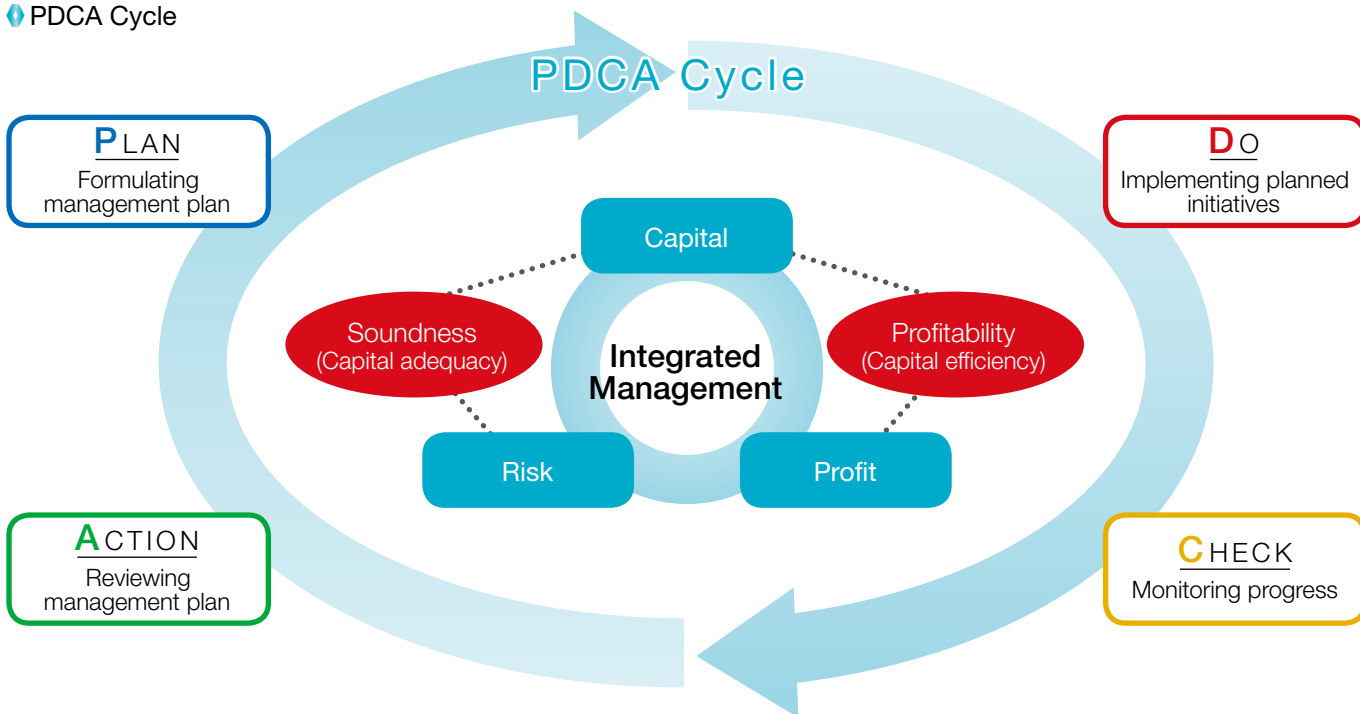 PDCA Cycle
PDCA Cycle
PLAN
Formulating
management plan
DO
Implementing planned
initiatives
Capital
Soundness
(Capital adequacy)
Profitability
(Capital efficiency)
Integrated
Management
Risk
Profit
ACTION
Reviewing
management plan
CHECK
Monitoring progress